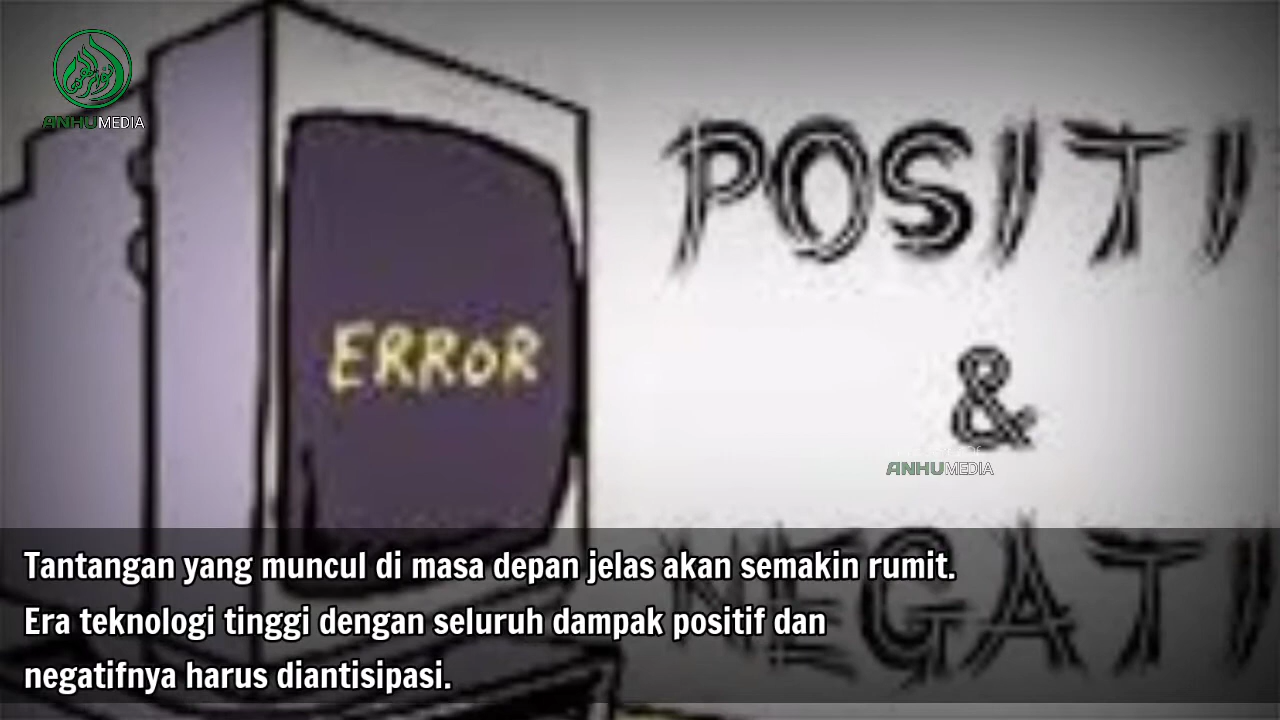 ANHUMEDIA
POSITI
ERROR
&
ANHUMEDIA
NEGATI
Tantangan yang muncul di masa depan jelas akan semakin rumit.
Era teknologi tinggi dengan seluruh dampak positif dan
negatifnya harus diantisipasi.